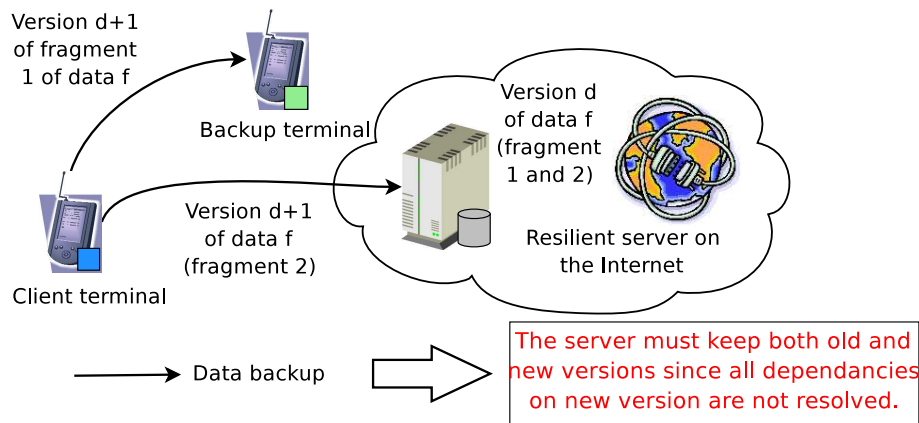 Version d+1
of fragment
1 of data f
Backup terminal
Version d
of data f
(fragment
1 and 2)
Version d+1
of data f
(fragment 2)
Resilient server on
the Internet
Client terminal
Data backup
The server must keep both old and
new versions since all dependancies
on new version are not resolved.